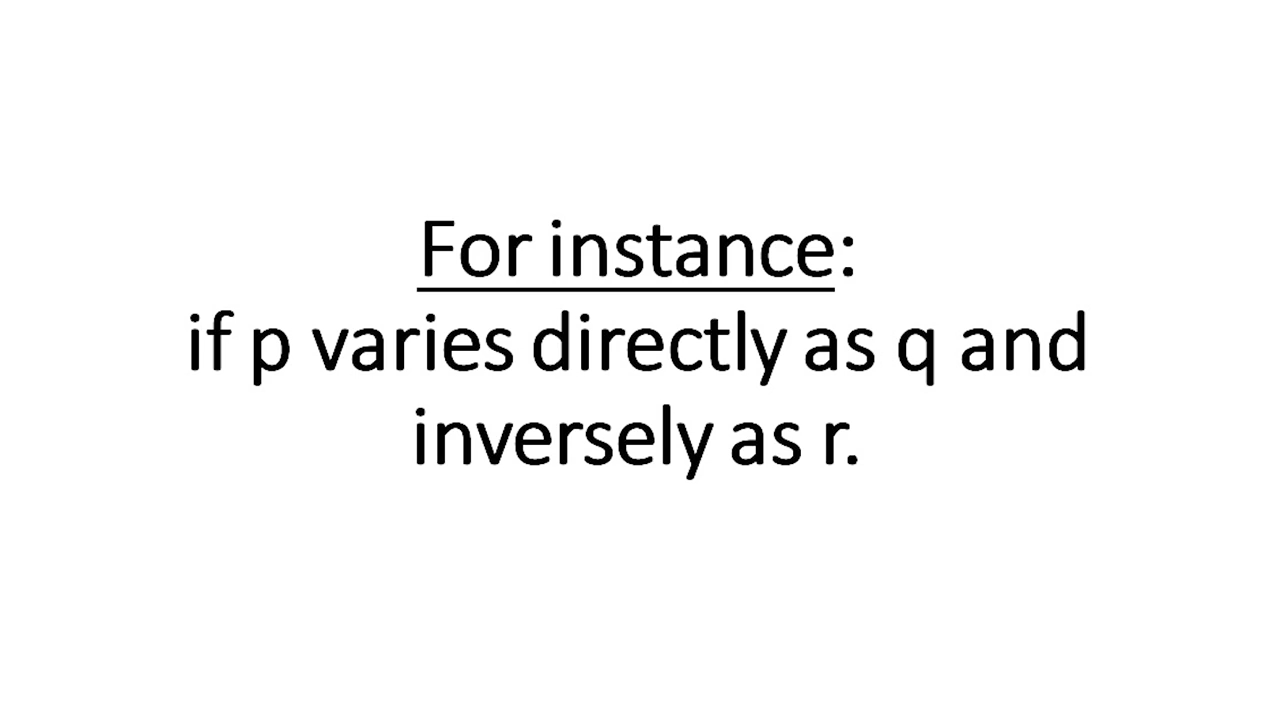 For instance:
if p varies directly as q and
inversely as r.